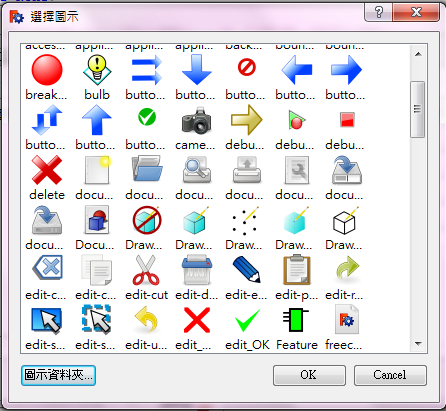 選擇圖示
acces... appli... appli... appli... back... boun... boun...
break... bulb butto... butto... butto... butto... butto...
butto... butto... butto... came... debu... debu... debu...
delete docu... docu... docu... docu... docu... docu...
docu... Docu... Draw... Draw... Draw... Draw... Draw...
edit-c... edit-c... edit-cut edit-d... edit-e... edit-p... edit-r...
edit-s... edit-s... edit-u... edit_... edit_OK Feature freec...
圖示資料夾... OK Cancel